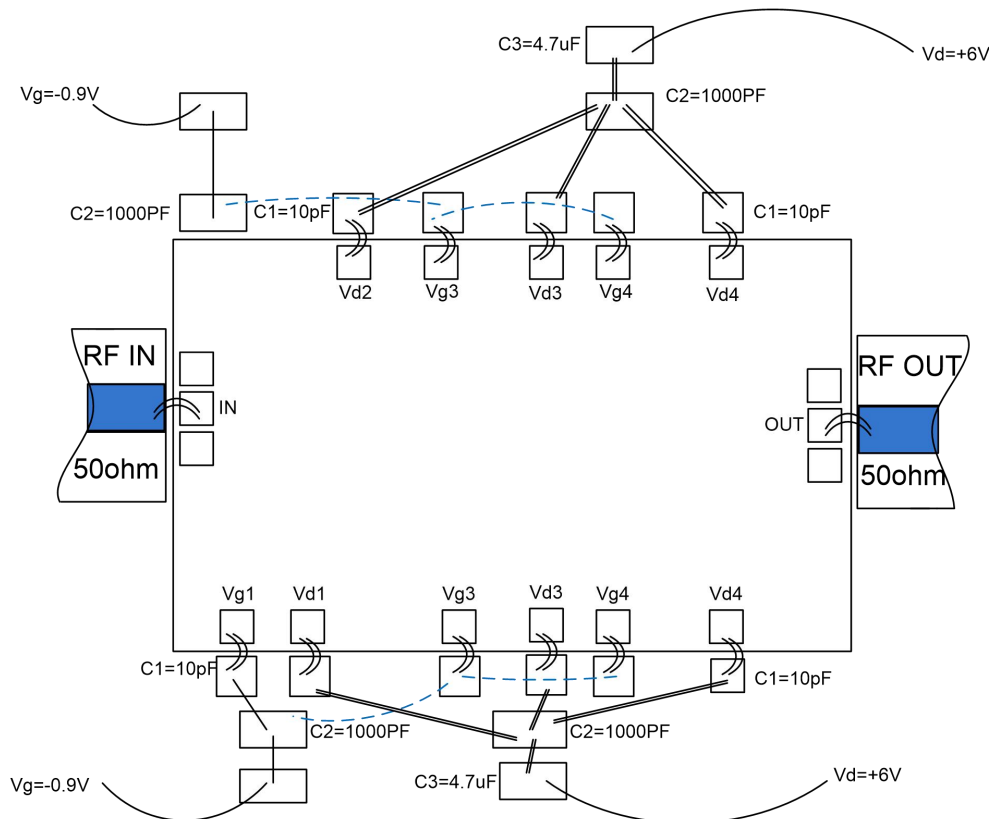 C3=4.7uF
Vd=+6V
Vg=-0.9V
C2=1000PF
C2=1000PF
C1=10pF
C1=10pF
Vd2
Vg3
Vd3
Vg4
Vd4
RF IN
RF OUT
IN
OUT
50ohm
50ohm
Vg1
Vd1
Vg3
Vd3
Vg4
Vd4
C1=10pF
C1=10pF
C2=1000PF
C2=1000PF
Vg=-0.9V
C3=4.7uF
Vd=+6V